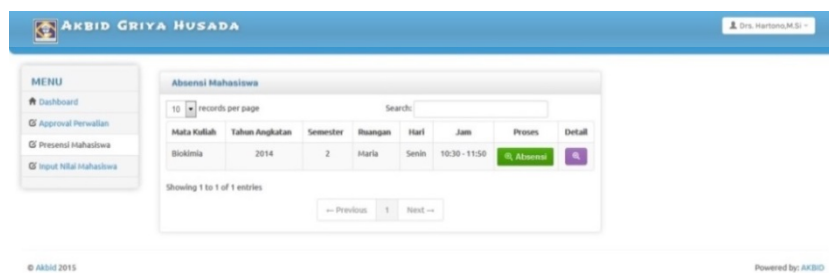 AKBID GRIYA HUSADA
Drs. Hartono,M.Si
MENU
Dashboard
Approval Perwalian
Presensi Mahasiswa
Input Nilai Mahasiswa
Absensi Mahasiswa
10 records per page Search:
Mata Kuliah Tahun Angkatan Semester Ruangan Hari Jam Proses Detail
Biokimia 2014 2 Maria Senin 10:30 - 11:50 Absensi
Showing 1 to 1 of 1 entries
← Previous 1 Next →
© Akbid 2015 Powered by: AKBID